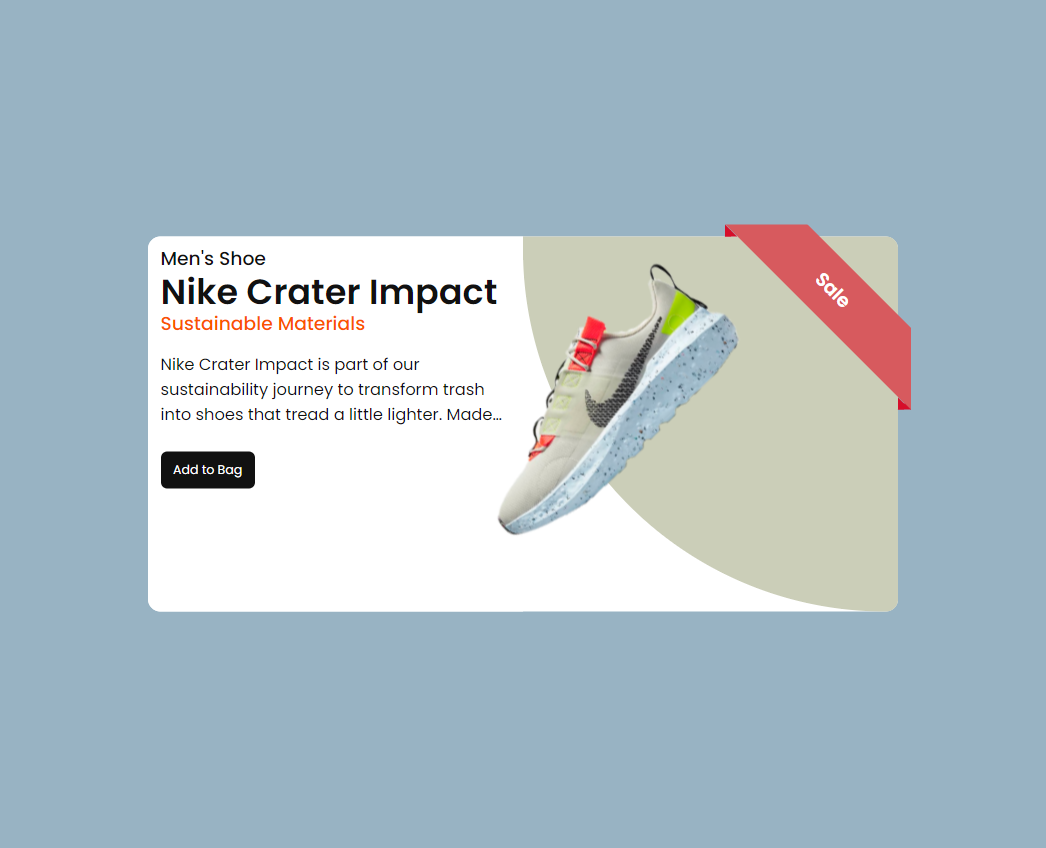 Men's Shoe
Nike Crater Impact
Sustainable Materials
Nike Crater Impact is part of our
sustainability journey to transform trash
into shoes that tread a little lighter. Made...
Add to Bag
Sale